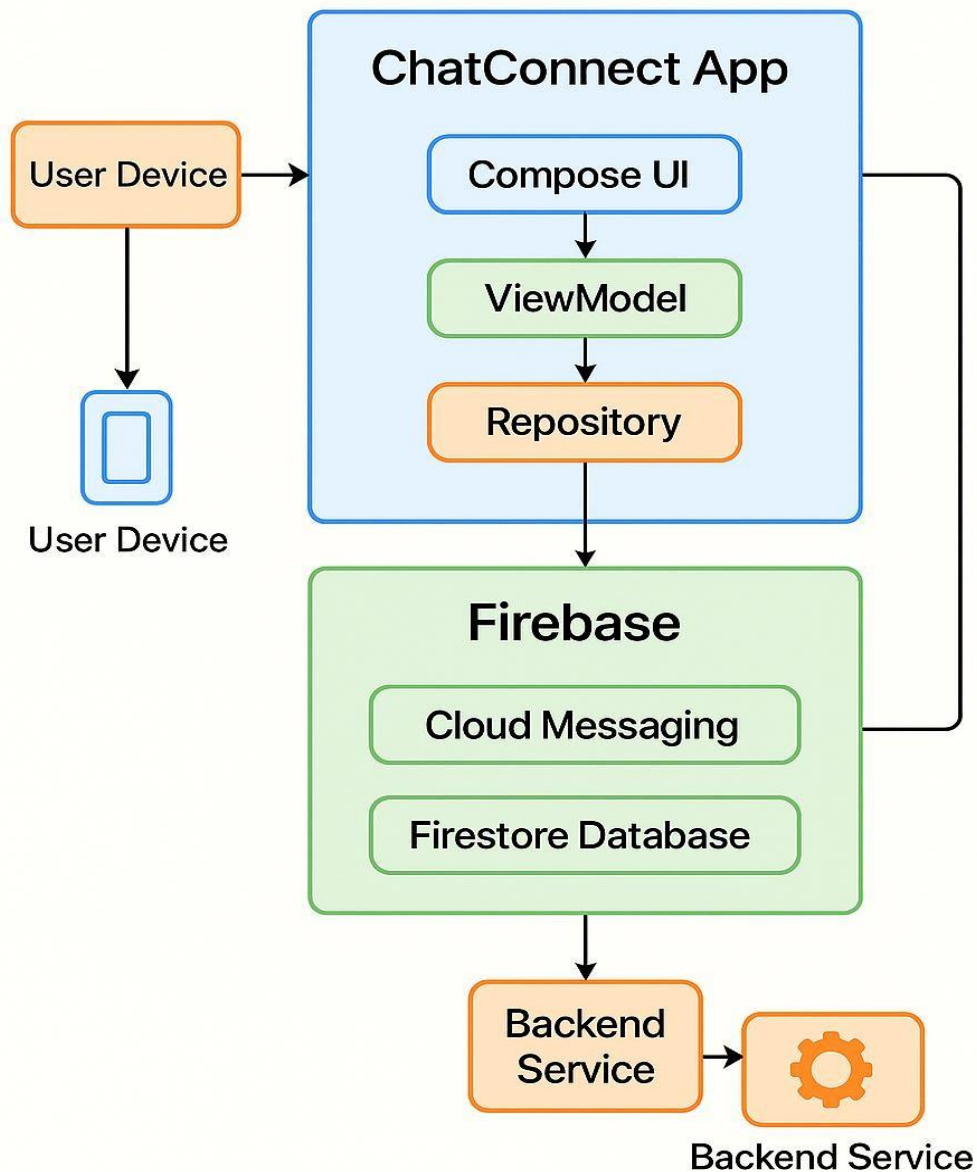 ChatConnect App
User Device
Compose UI
ViewModel
Repository
User Device
Firebase
Cloud Messaging
Firestore Database
Backend
Service
Backend Service